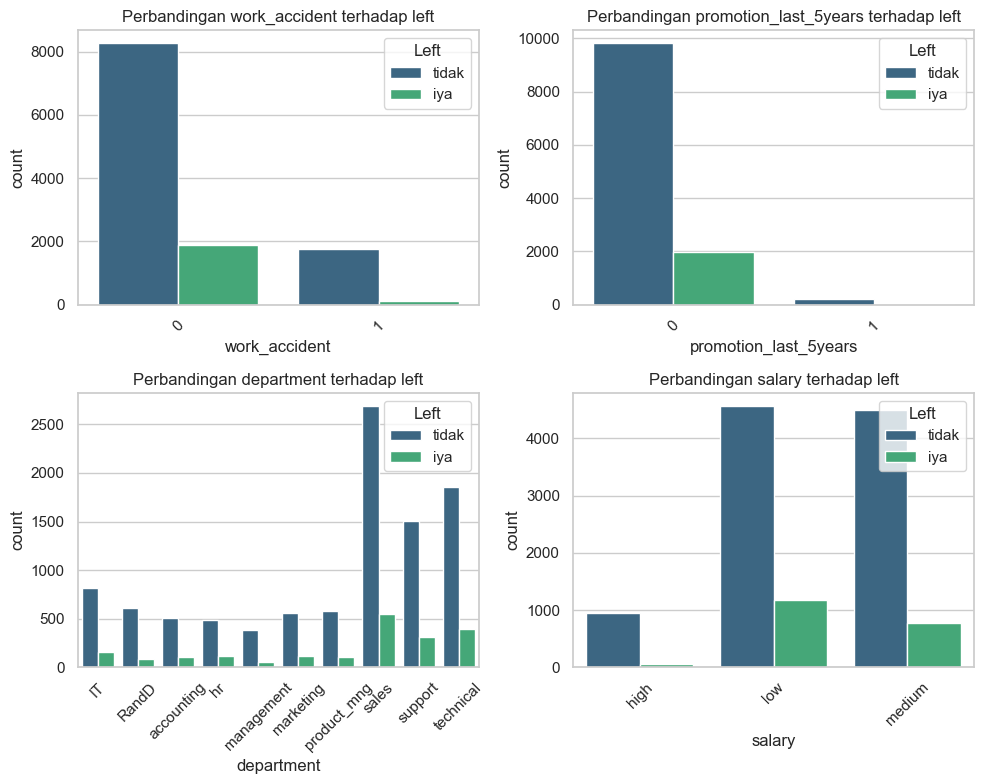 Perbandingan work_accident terhadap left
8000
6000
4000
2000
0
count
0
1
work_accident
Left
tidak
iya
Perbandingan promotion_last_5years terhadap left
10000
8000
6000
4000
2000
0
count
0
1
promotion_last_5years
Left
tidak
iya
Perbandingan department terhadap left
2500
2000
1500
1000
500
0
count
IT
RandD
accounting
hr
management
marketing
product_mng
sales
support
technical
department
Left
tidak
iya
Perbandingan salary terhadap left
4000
3000
2000
1000
0
count
high
low
medium
salary
Left
tidak
iya